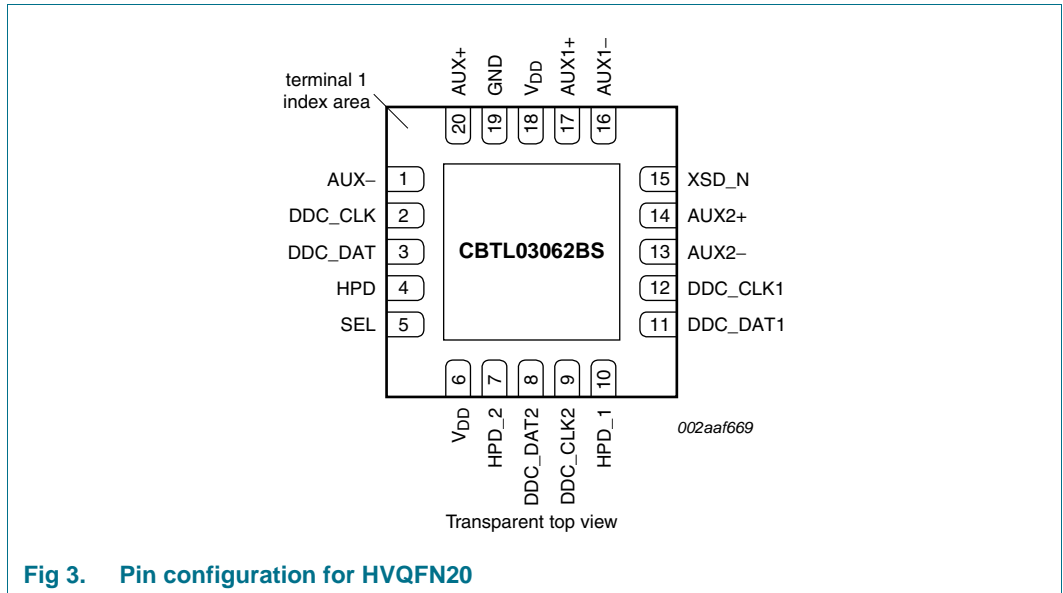 terminal 1
index area
AUX+
GND
VDD
AUX1+
AUX1−
20
19
18
17
16
AUX−
1
15
XSD_N
DDC_CLK
2
14
AUX2+
DDC_DAT
3
CBTL03062BS
13
AUX2−
HPD
4
12
DDC_CLK1
SEL
5
11
DDC_DAT1
6
7
8
9
10
VDD
HPD_2
DDC_DAT2
DDC_CLK2
HPD_1
002aaf669
Transparent top view
Fig 3. Pin configuration for HVQFN20